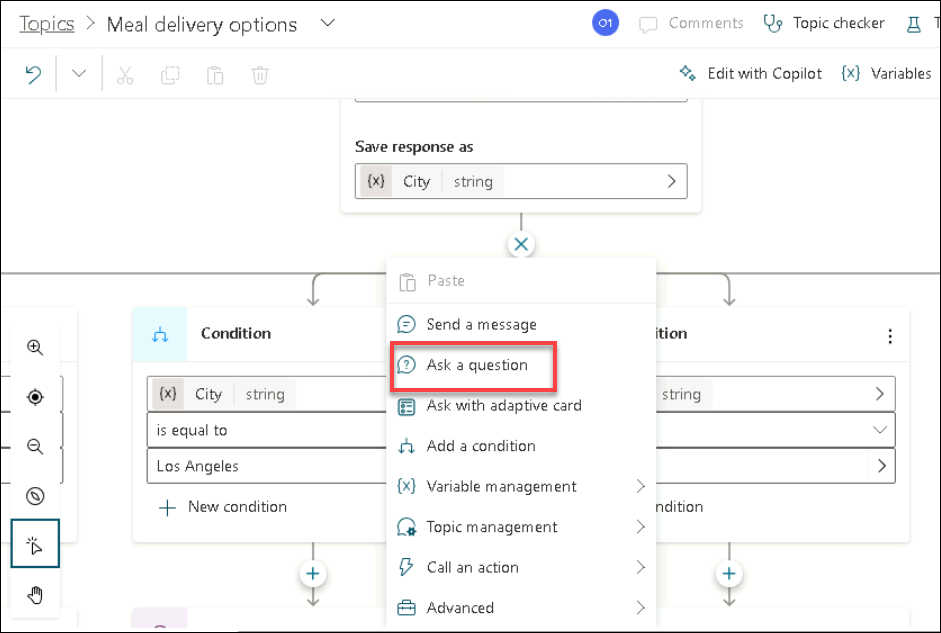 Topics > Meal delivery options
01 Comments Topic checker T
Edit with Copilot {x} Variables
Save response as
{x} City string
Paste
Send a message
Ask a question
Ask with adaptive card
Add a condition
{x} Variable management
Topic management
Call an action
Advanced
Condition
{x} City string
is equal to
Los Angeles
New condition
ition
string
ndition